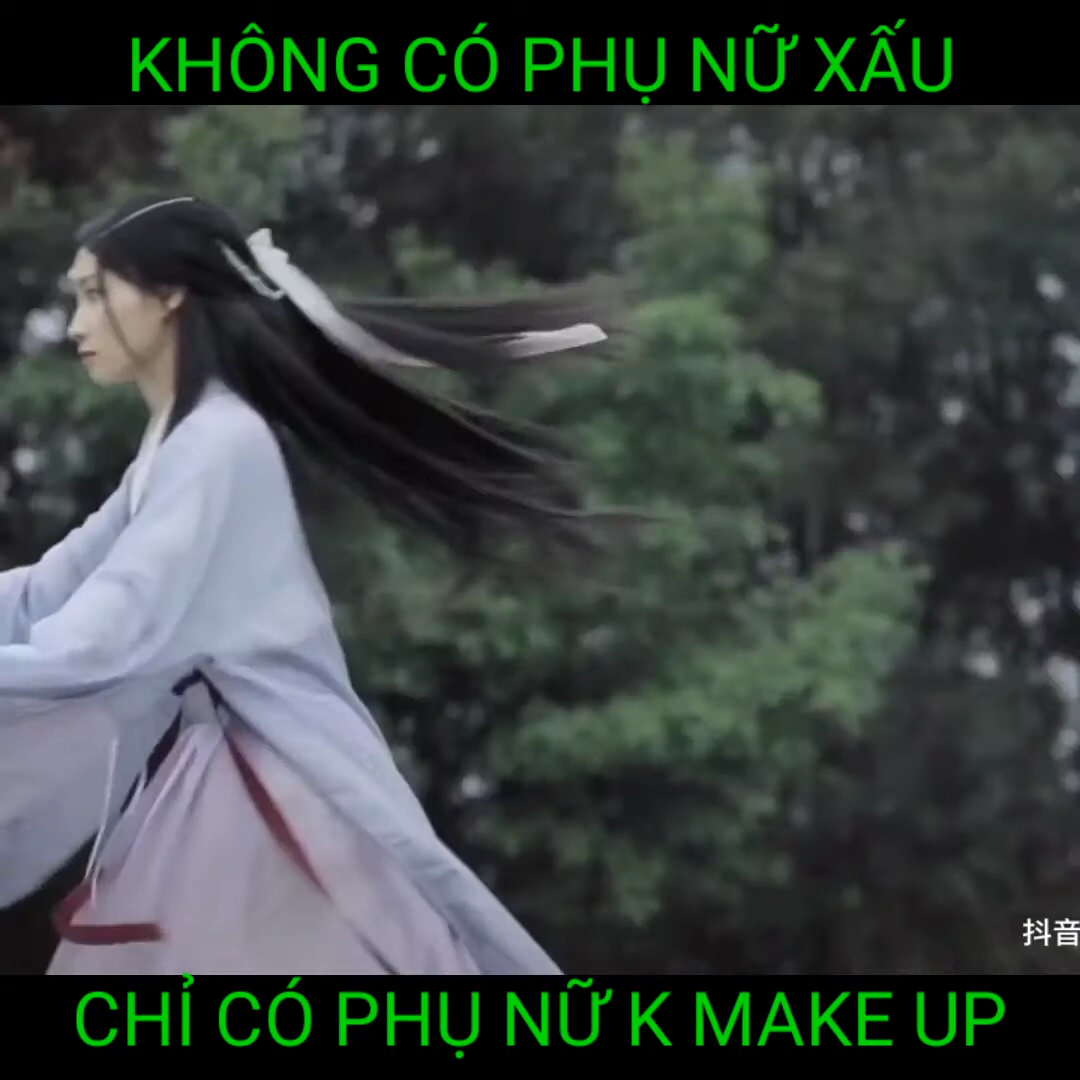 KHÔNG CÓ PHỤ NỮ XẤU
抖音
CHỈ CÓ PHỤ NỮ K MAKE UP